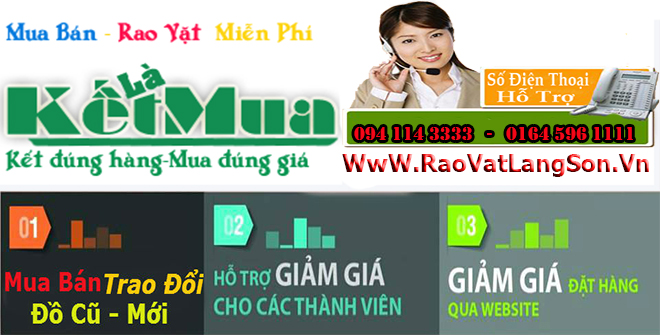 Mua Bán - Rao Vặt Miễn Phí
Kết Là Mua
Kết đúng hàng-Mua đúng giá
Số Điện Thoại
Hỗ Trợ
094 114 3333 - 0164 596 1111
WwW.RaoVatLangSon.Vn
01
Mua Bán Trao Đổi
Đồ Cũ - Mới
02
HỖ TRỢ GIẢM GIÁ
CHO CÁC THÀNH VIÊN
03
GIẢM GIÁ ĐẶT HÀNG
QUA WEBSITE